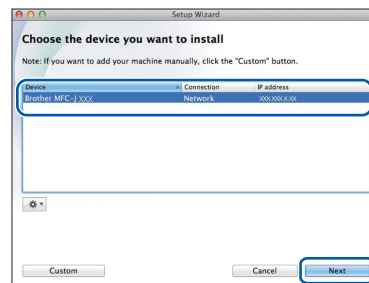 Setup Wizard
Choose the device you want to install
Note: If you want to add your machine manually, click the "Custom" button.
Device Connection IP address
Brother MFC-J XXX Network XXX.XXX.X.XX
Custom Cancel Next